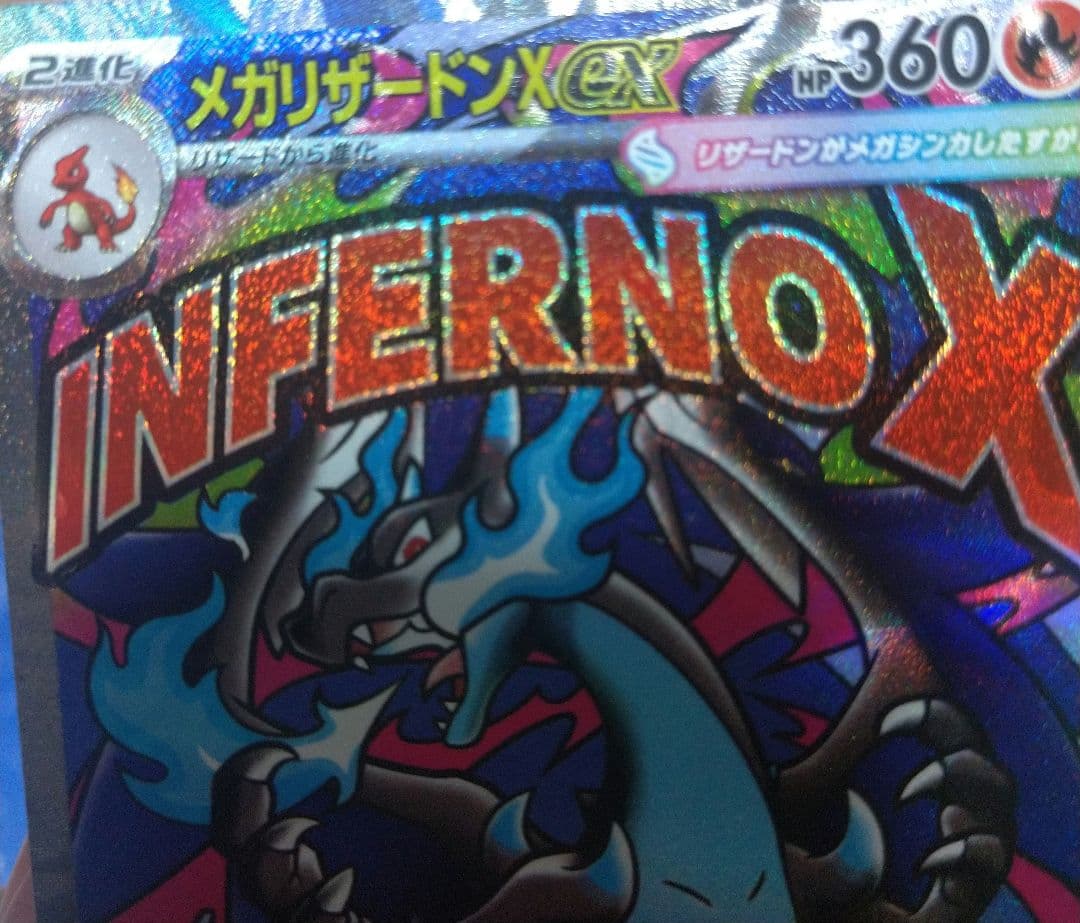 2進化 メガリザードンXex HP360
リザードから進化
リザードンがメガシンカしたすが
INFERNO X